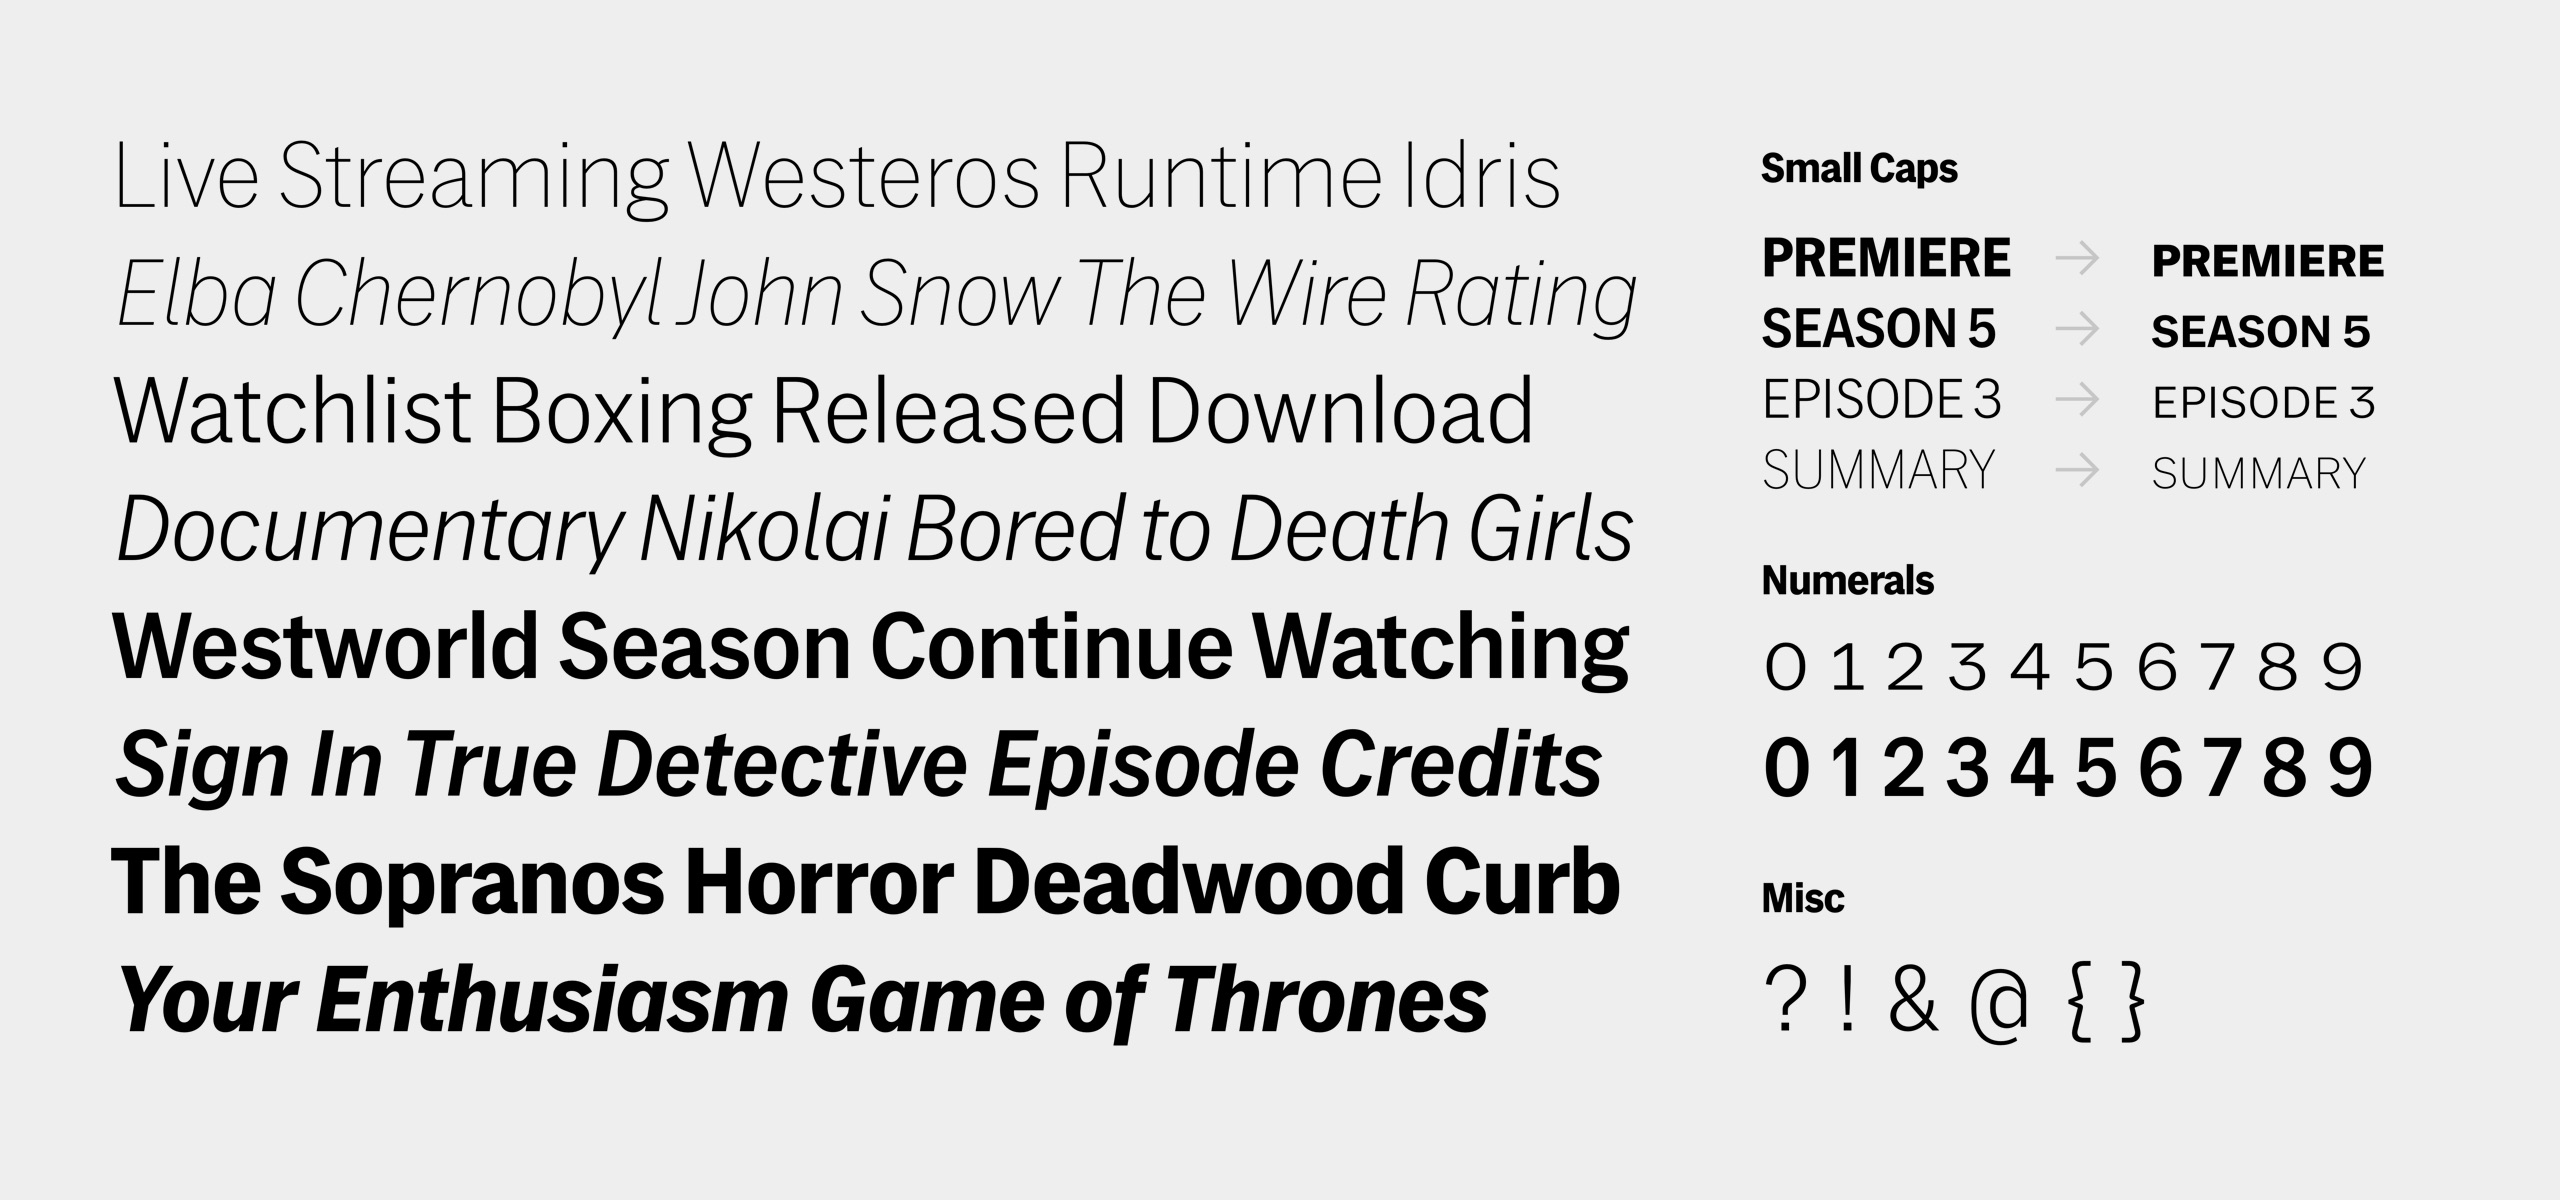 Live Streaming Westeros Runtime Idris
Elba Chernobyl John Snow The Wire Rating
Watchlist Boxing Released Download
Documentary Nikolai Bored to Death Girls
Westworld Season Continue Watching
Sign In True Detective Episode Credits
The Sopranos Horror Deadwood Curb
Your Enthusiasm Game of Thrones
Small Caps
PREMIERE → PREMIERE
SEASON 5 → SEASON 5
EPISODE 3 → EPISODE 3
SUMMARY → SUMMARY
Numerals
0 1 2 3 4 5 6 7 8 9
0 1 2 3 4 5 6 7 8 9
Misc
? ! & @ { }